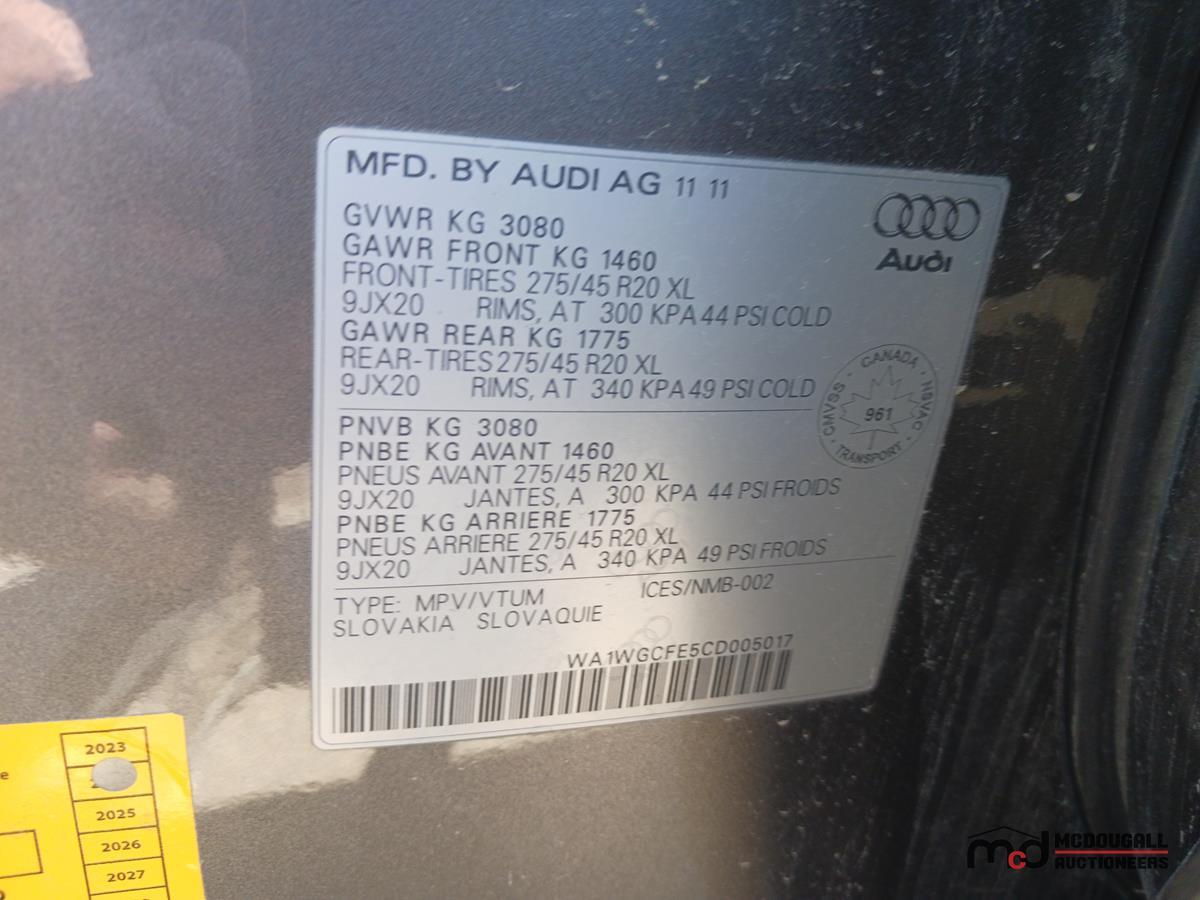 MFD. BY AUDI AG 11 11
Audi
GVWR KG 3080
GAWR FRONT KG 1460
FRONT-TIRES 275/45 R20 XL
9JX20 RIMS, AT 300 KPA 44 PSI COLD
GAWR REAR KG 1775
REAR-TIRES 275/45 R20 XL
9JX20 RIMS, AT 340 KPA 49 PSI COLD
CANADA
CMVSS 961 NSVAC
TRANSPORT
PNVB KG 3080
PNBE KG AVANT 1460
PNEUS AVANT 275/45 R20 XL
9JX20 JANTES, A 300 KPA 44 PSI FROIDS
PNBE KG ARRIERE 1775
PNEUS ARRIERE 275/45 R20 XL
9JX20 JANTES, A 340 KPA 49 PSI FROIDS
TYPE: MPV/VTUM ICES/NMB-002
SLOVAKIA SLOVAQUIE
WA1WGCFE5CD005017
2023
2025
2026
2027
mcd MCDOUGALL
AUCTIONEERS